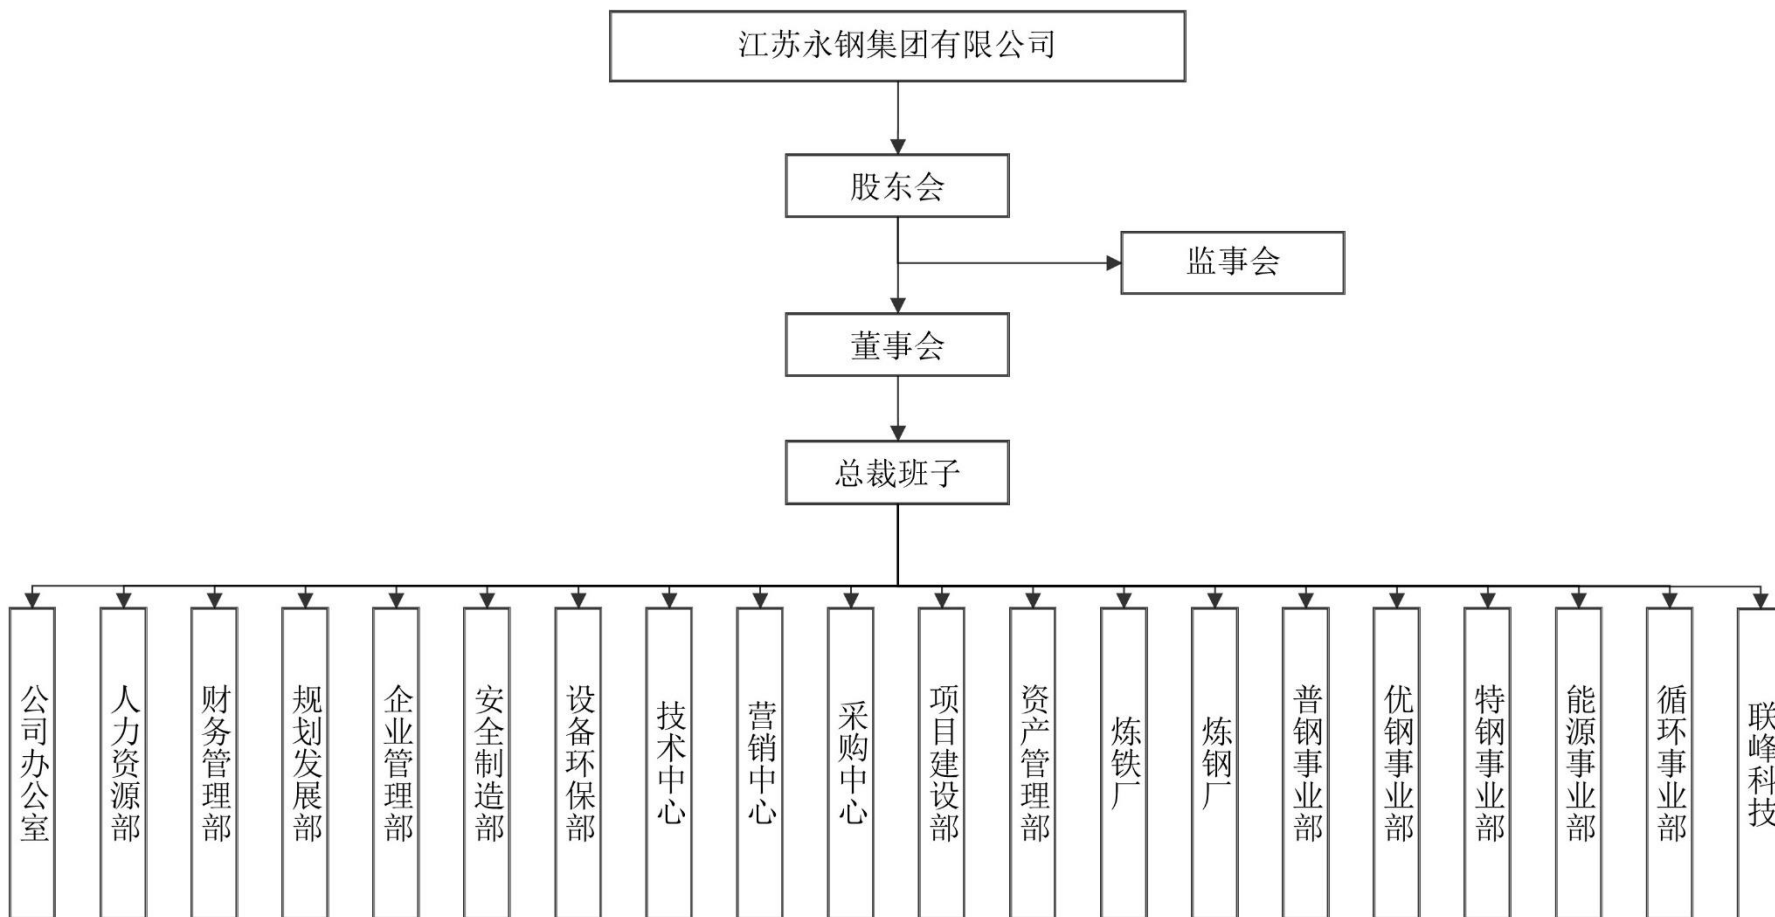 江苏永钢集团有限公司
股东会
监事会
董事会
总裁班子
公司办公室
人力资源部
财务管理部
规划发展部
企业管理部
安全制造部
设备环保部
技术中心
营销中心
采购中心
项目建设部
资产管理部
炼铁厂
炼钢厂
普钢事业部
优钢事业部
特钢事业部
能源事业部
循环事业部
联峰科技